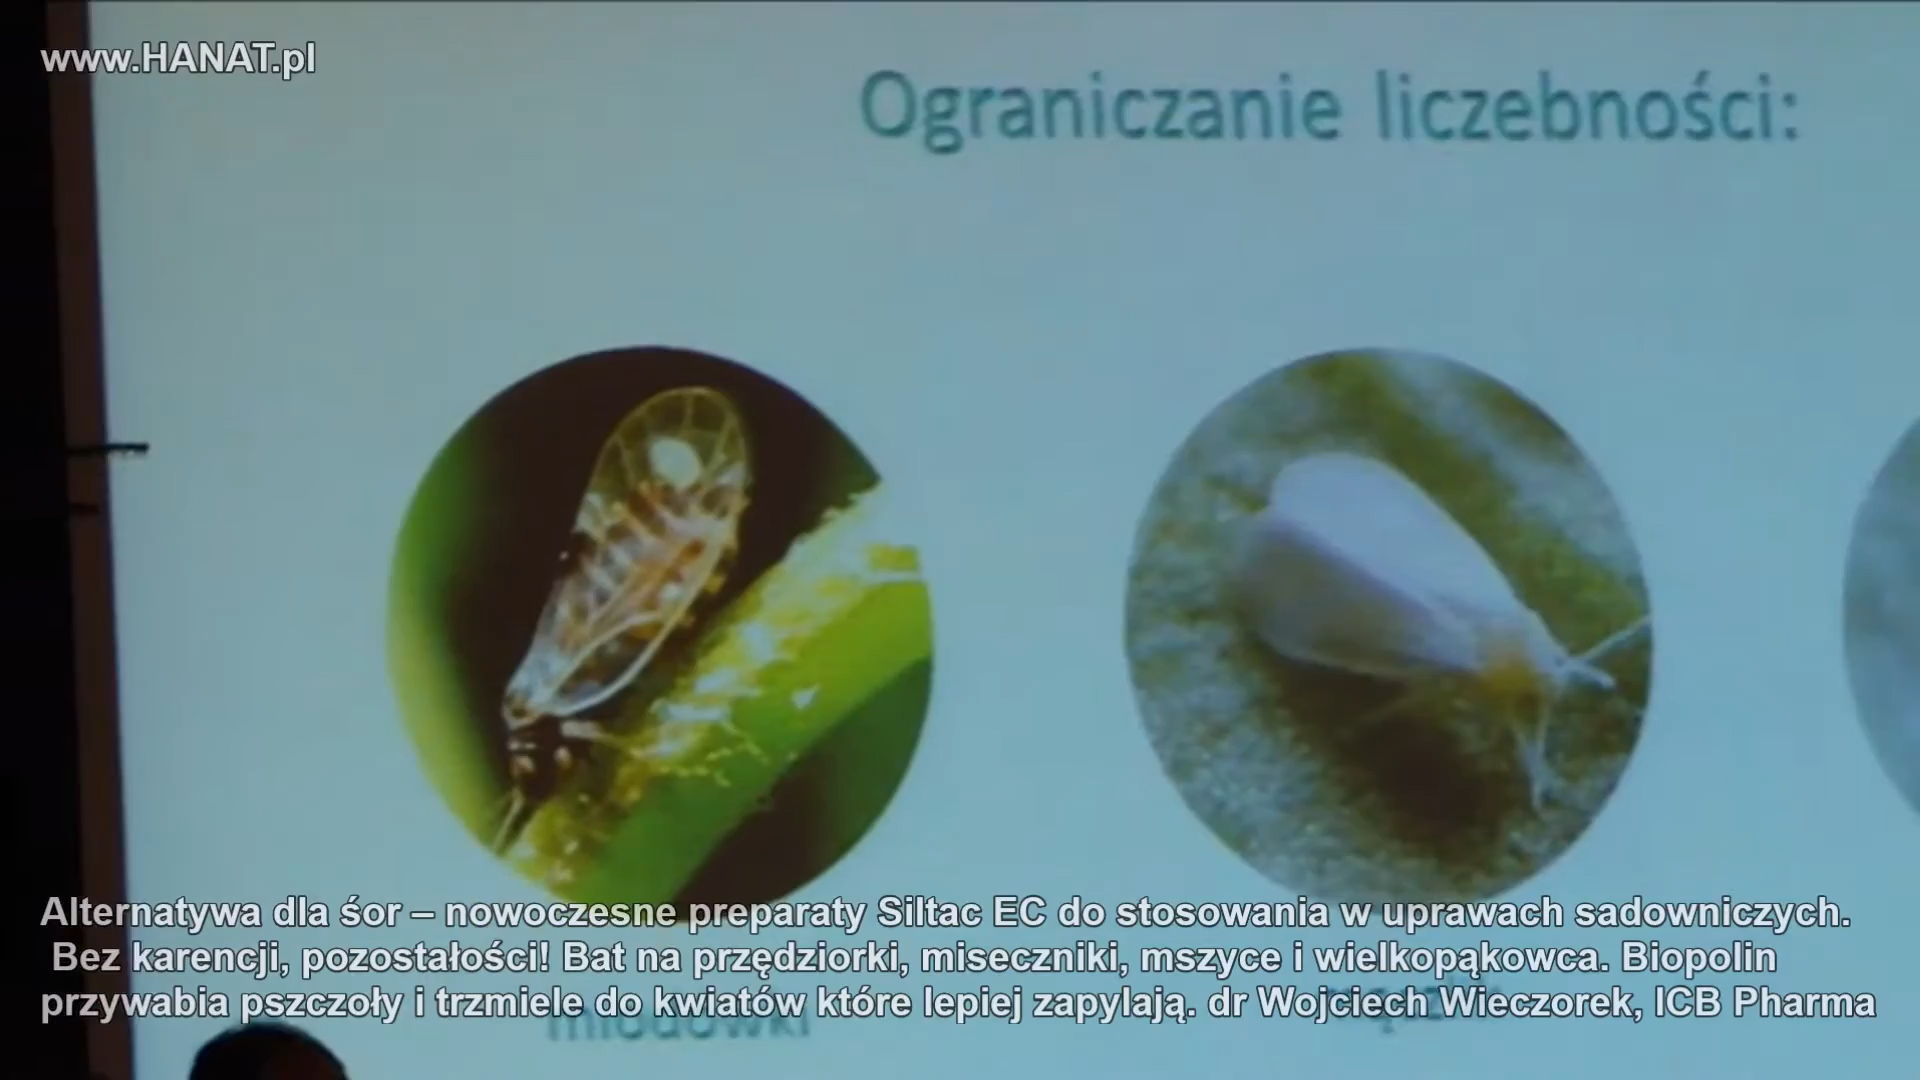 www.HANAT.pl
Ograniczanie liczebności:
Alternatywa dla śor – nowoczesne preparaty Siltac EC do stosowania w uprawach sadowniczych.
Bez karencji, pozostałości! Bat na przędziorki, miseczniki, mszyce i wielkopąkowca. Biopolin
przywabia pszczoły i trzmiele do kwiatów które lepiej zapylają. dr Wojciech Wieczorek, ICB Pharma
miodówki